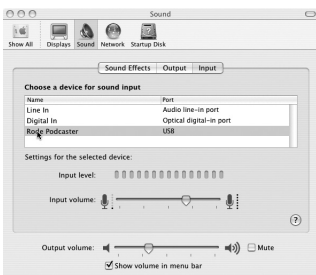 Sound
Show All Displays Sound Network Startup Disk
Sound Effects Output Input
Choose a device for sound input
Name Port
Line In Audio line-in port
Digital In Optical digital-in port
Rode Podcaster USB
Settings for the selected device:
Input level:
Input volume:
?
Output volume: Mute
Show volume in menu bar